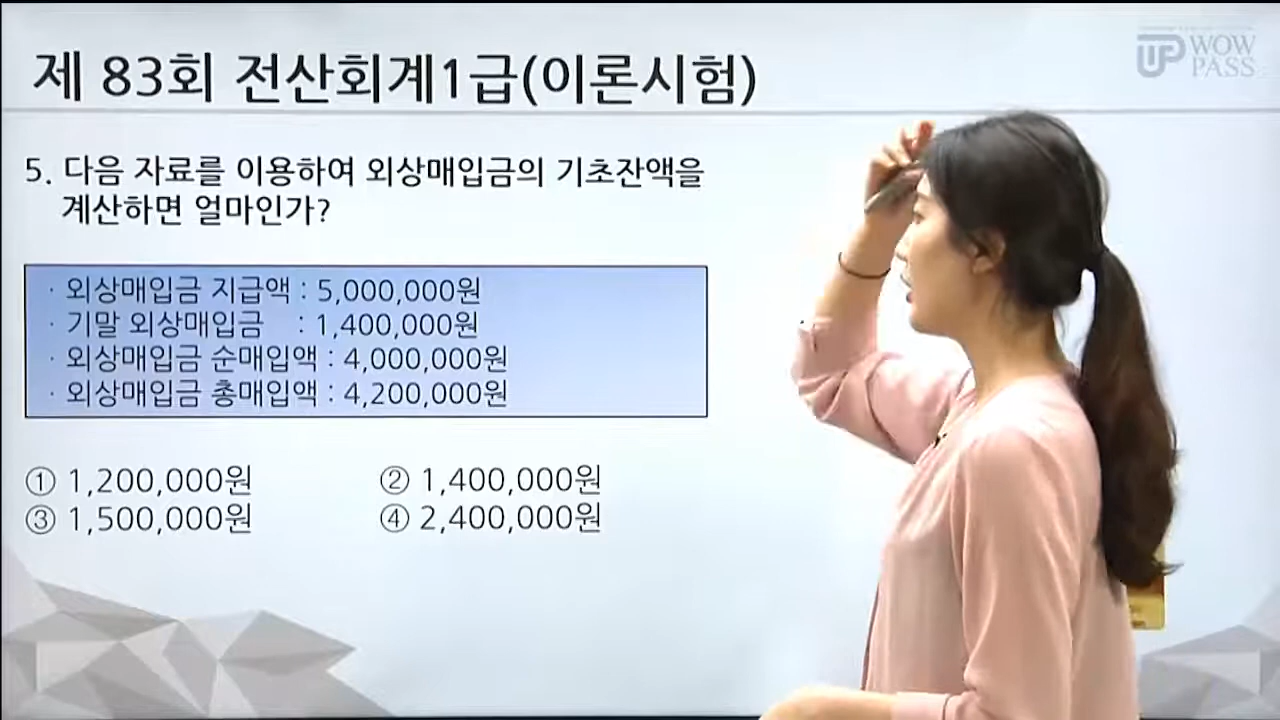 제 83회 전산회계1급(이론시험)
UP WOW PASS
5. 다음 자료를 이용하여 외상매입금의 기초잔액을
계산하면 얼마인가?
· 외상매입금 지급액 : 5,000,000원
· 기말 외상매입금 : 1,400,000원
· 외상매입금 순매입액 : 4,000,000원
· 외상매입금 총매입액 : 4,200,000원
① 1,200,000원 ② 1,400,000원
③ 1,500,000원 ④ 2,400,000원